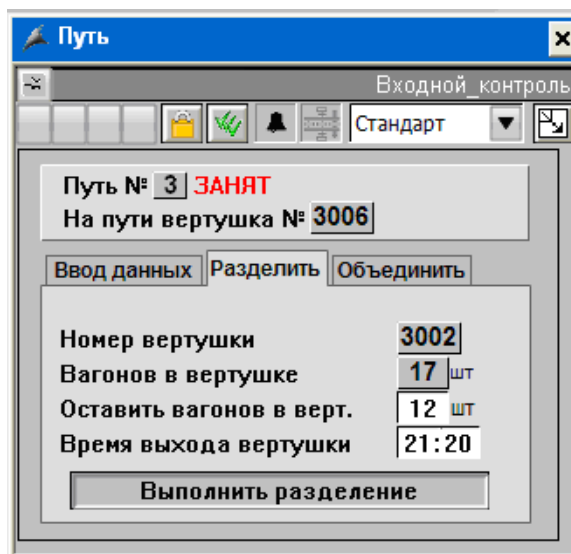 Путь
Входной_контроль
Стандарт
Путь № 3 ЗАНЯТ
На пути вертушка № 3006
Ввод данных Разделить Объединить
Номер вертушки 3002
Вагонов в вертушке 17 шт
Оставить вагонов в верт. 12 шт
Время выхода вертушки 21:20
Выполнить разделение